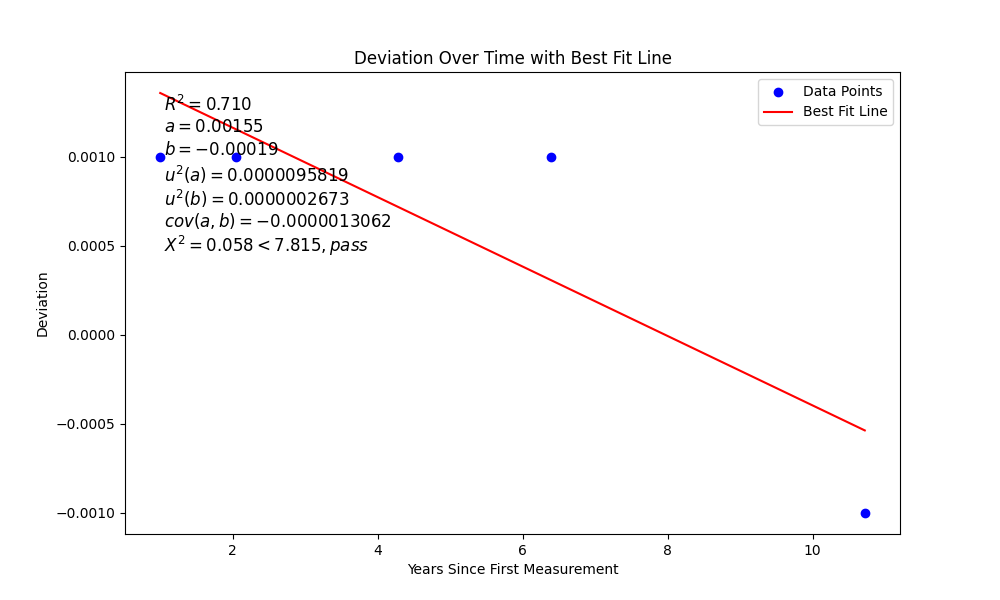 Deviation Over Time with Best Fit Line
Data Points
Best Fit Line
R² = 0.710
a = 0.00155
b = −0.00019
u²(a) = 0.0000095819
u²(b) = 0.0000002673
cov(a, b) = −0.0000013062
X² = 0.058 < 7.815, pass
0.0010
0.0005
0.0000
−0.0005
−0.0010
Deviation
2 4 6 8 10
Years Since First Measurement